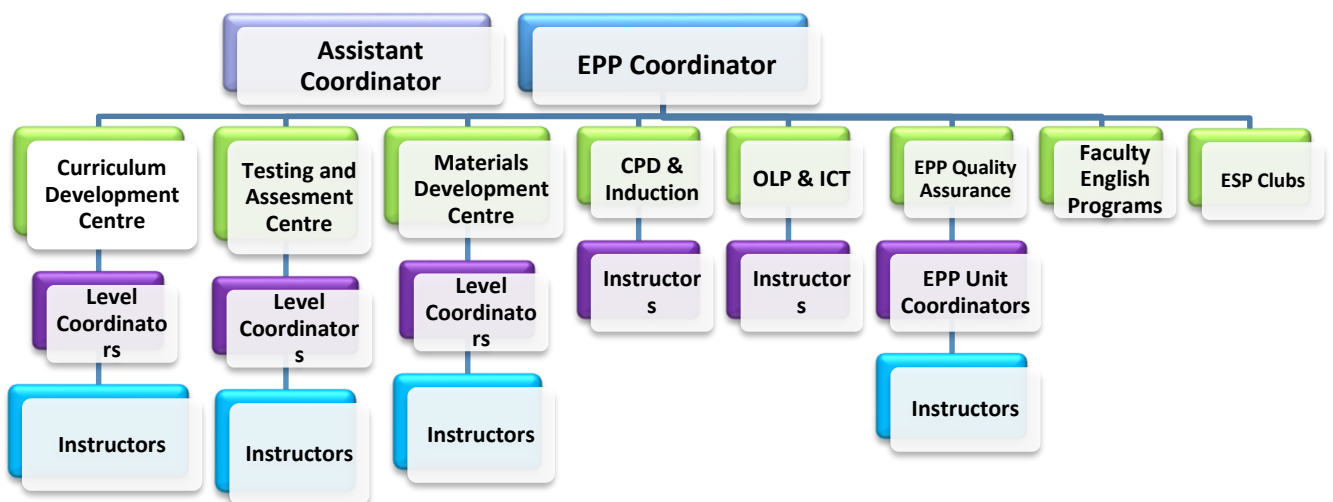 Assistant
Coordinator
EPP Coordinator
Curriculum
Development
Centre
Testing and
Assesment
Centre
Materials
Development
Centre
CPD &
Induction
OLP & ICT
EPP Quality
Assurance
Faculty
English
Programs
ESP Clubs
Level
Coordinato
rs
Level
Coordinator
s
Level
Coordinato
rs
Instructor
s
Instructor
s
EPP Unit
Coordinators
Instructors
Instructors
Instructors
Instructors